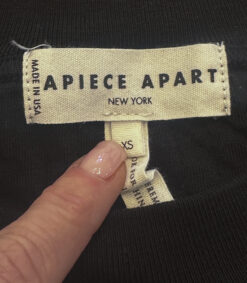 MADE IN USA
APIECE APART
NEW YORK
XS